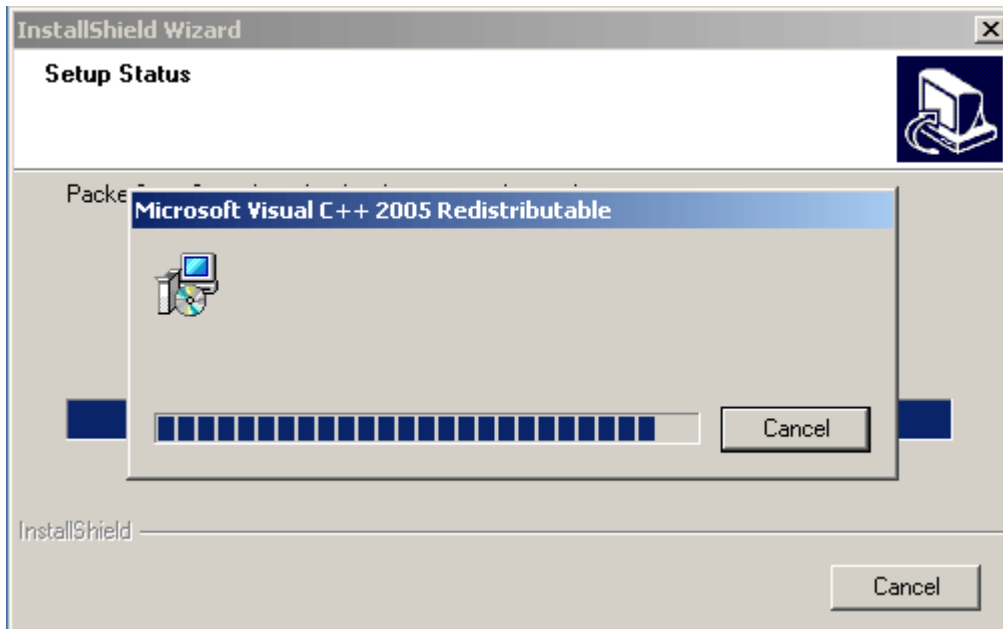 InstallShield Wizard
Setup Status
Microsoft Visual C++ 2005 Redistributable
Cancel
InstallShield
Cancel